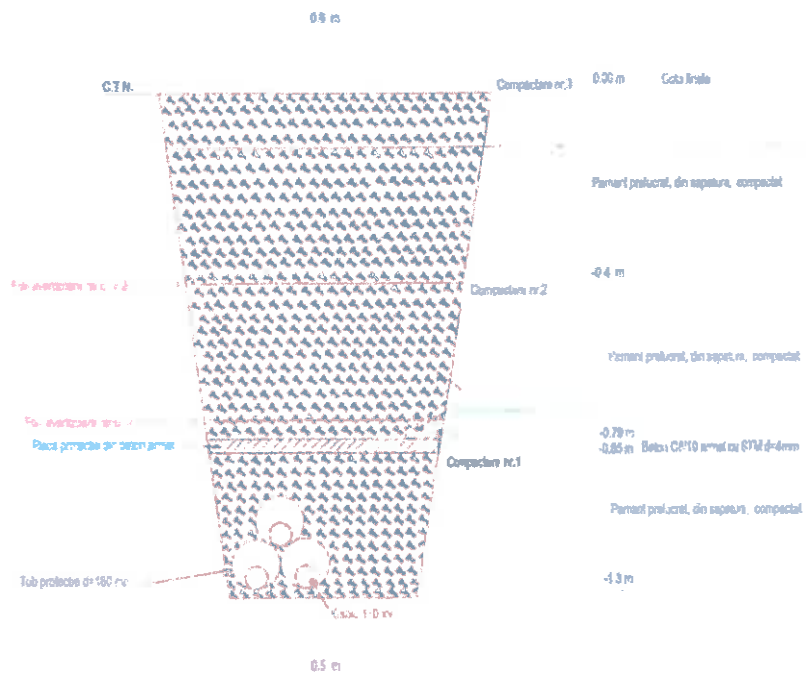 0.8 m
C.T.N.
Compactare nr.3
0.00 m
Cota finala
Pamant prelucrat, din sapatura, compactat
-0.4 m
Compactare nr.2
Pamant prelucrat, din sapatura, compactat
-0.79 m
Placa protectie din beton armat
-0.85 m
Beton C8/10 armat cu STM d=4mm
Compactare nr.1
Pamant prelucrat, din sapatura, compactat
Tub protectie d=160
-1.3 m
0.5 m